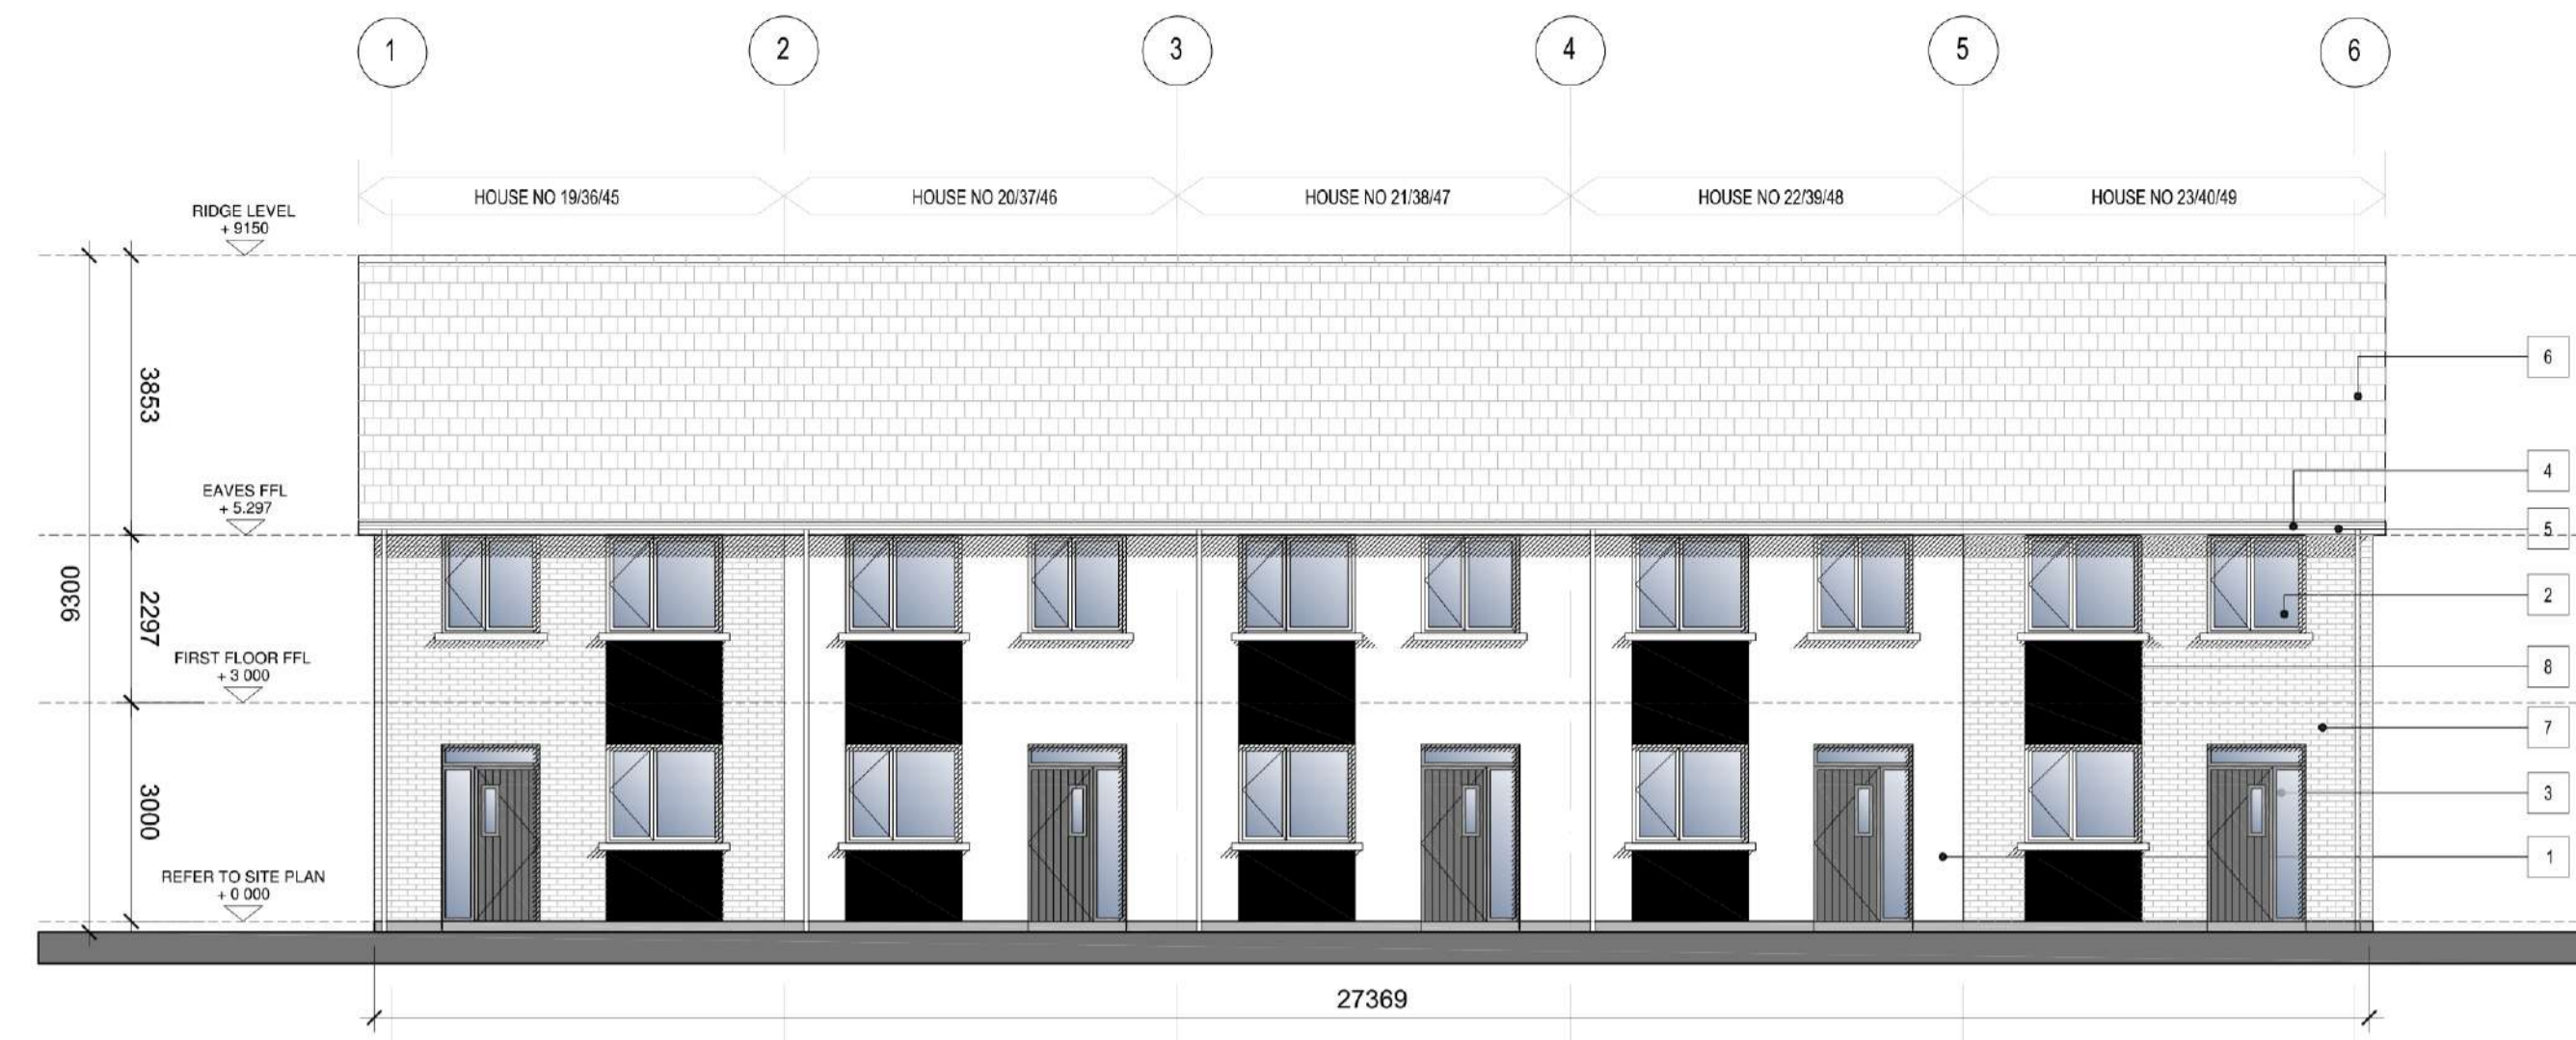 1
2
3
4
5
6
HOUSE NO 19/36/45
HOUSE NO 20/37/46
HOUSE NO 21/38/47
HOUSE NO 22/39/48
HOUSE NO 23/40/49
RIDGE LEVEL
+ 9150
3853
6
EAVES FFL
+ 5.297
4
5
9300
2297
2
FIRST FLOOR FFL
+ 3 000
8
7
3000
3
REFER TO SITE PLAN
+ 0 000
1
27369